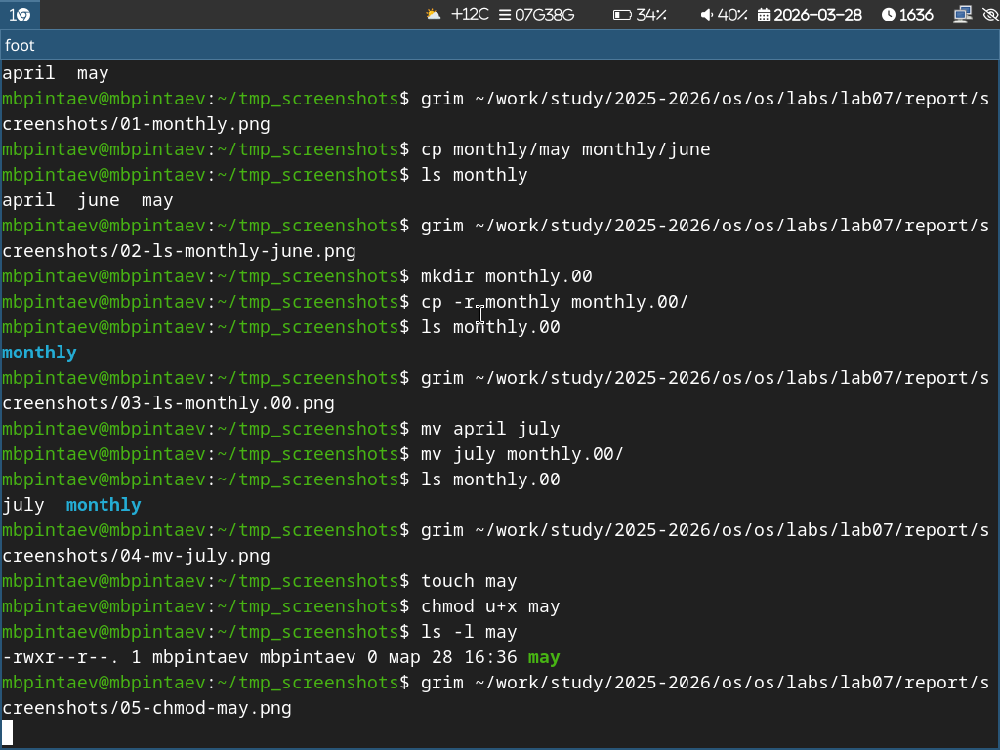 1 +12C 07G38G 34% 40% 2026-03-28 1636
foot
april  may
mbpintaev@mbpintaev:~/tmp_screenshots$ grim ~/work/study/2025-2026/os/os/labs/lab07/report/s
creenshots/01-monthly.png
mbpintaev@mbpintaev:~/tmp_screenshots$ cp monthly/may monthly/june
mbpintaev@mbpintaev:~/tmp_screenshots$ ls monthly
april  june  may
mbpintaev@mbpintaev:~/tmp_screenshots$ grim ~/work/study/2025-2026/os/os/labs/lab07/report/s
creenshots/02-ls-monthly-june.png
mbpintaev@mbpintaev:~/tmp_screenshots$ mkdir monthly.00
mbpintaev@mbpintaev:~/tmp_screenshots$ cp -r monthly monthly.00/
mbpintaev@mbpintaev:~/tmp_screenshots$ ls monthly.00
monthly
mbpintaev@mbpintaev:~/tmp_screenshots$ grim ~/work/study/2025-2026/os/os/labs/lab07/report/s
creenshots/03-ls-monthly.00.png
mbpintaev@mbpintaev:~/tmp_screenshots$ mv april july
mbpintaev@mbpintaev:~/tmp_screenshots$ mv july monthly.00/
mbpintaev@mbpintaev:~/tmp_screenshots$ ls monthly.00
july  monthly
mbpintaev@mbpintaev:~/tmp_screenshots$ grim ~/work/study/2025-2026/os/os/labs/lab07/report/s
creenshots/04-mv-july.png
mbpintaev@mbpintaev:~/tmp_screenshots$ touch may
mbpintaev@mbpintaev:~/tmp_screenshots$ chmod u+x may
mbpintaev@mbpintaev:~/tmp_screenshots$ ls -l may
-rwxr--r--. 1 mbpintaev mbpintaev 0 мар 28 16:36 may
mbpintaev@mbpintaev:~/tmp_screenshots$ grim ~/work/study/2025-2026/os/os/labs/lab07/report/s
creenshots/05-chmod-may.png